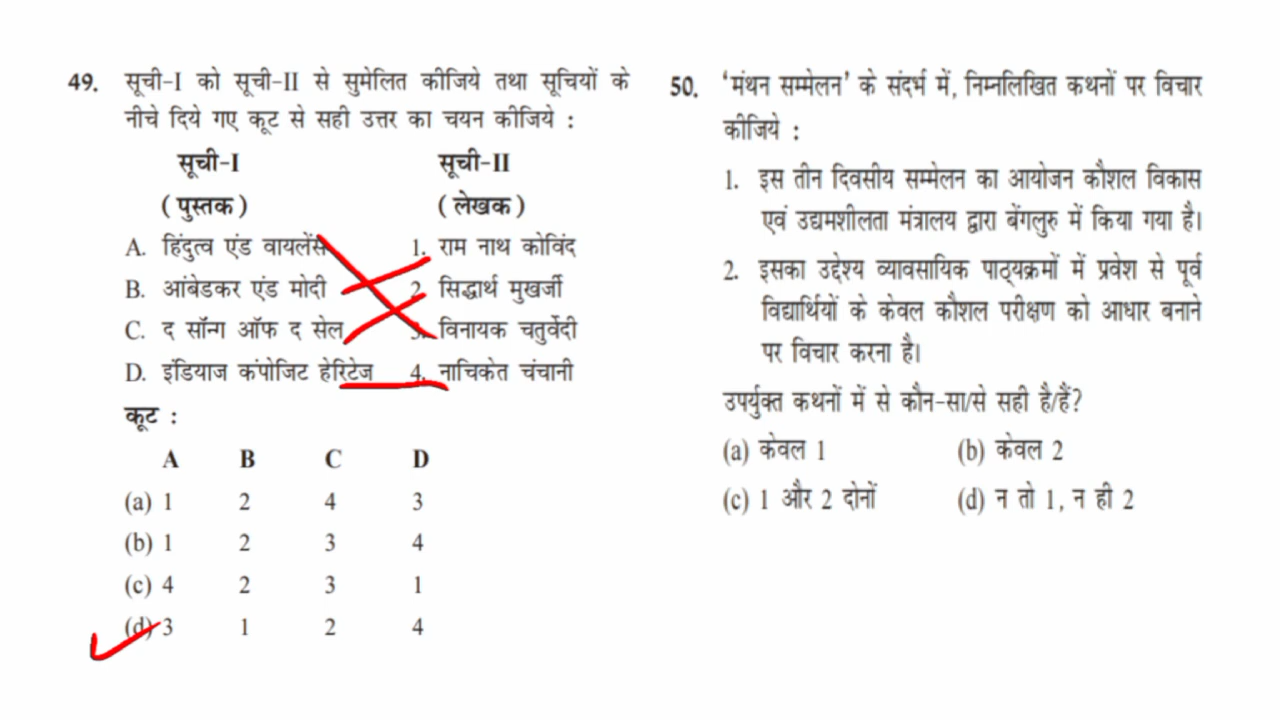 49. सूची-I को सूची-II से सुमेलित कीजिये तथा सूचियों के
नीचे दिये गए कूट से सही उत्तर का चयन कीजिये :
सूची-I सूची-II
( पुस्तक ) ( लेखक )
A. हिंदुत्व एंड वायलेंस 1. राम नाथ कोविंद
B. आंबेडकर एंड मोदी 2. सिद्धार्थ मुखर्जी
C. द सॉन्ग ऑफ द सेल 3. विनायक चतुर्वेदी
D. इंडियाज कंपोजिट हेरिटेज 4. नाचिकेत चंचानी
कूट :
A B C D
(a) 1 2 4 3
(b) 1 2 3 4
(c) 4 2 3 1
(d) 3 1 2 4
50. ‘मंथन सम्मेलन’ के संदर्भ में, निम्नलिखित कथनों पर विचार
कीजिये :
1. इस तीन दिवसीय सम्मेलन का आयोजन कौशल विकास
एवं उद्यमशीलता मंत्रालय द्वारा बेंगलुरु में किया गया है।
2. इसका उद्देश्य व्यावसायिक पाठ्यक्रमों में प्रवेश से पूर्व
विद्यार्थियों के केवल कौशल परीक्षण को आधार बनाने
पर विचार करना है।
उपर्युक्त कथनों में से कौन-सा/से सही है/हैं?
(a) केवल 1 (b) केवल 2
(c) 1 और 2 दोनों (d) न तो 1, न ही 2